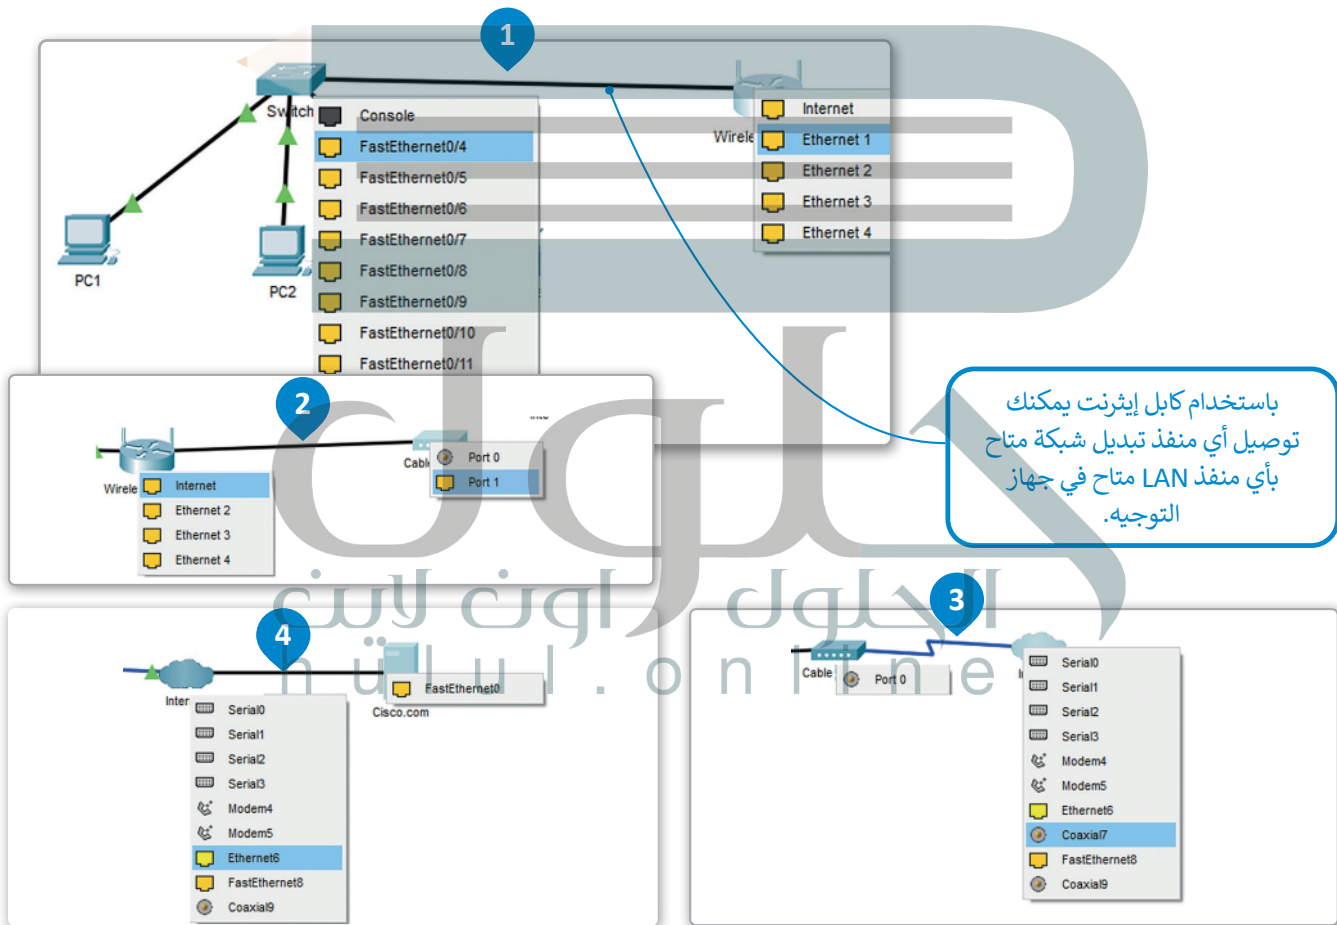 1
Switch
Console
FastEthernet0/4
FastEthernet0/5
FastEthernet0/6
FastEthernet0/7
FastEthernet0/8
FastEthernet0/9
FastEthernet0/10
FastEthernet0/11
PC1
PC2
Wirele
Internet
Ethernet 1
Ethernet 2
Ethernet 3
Ethernet 4
باستخدام كابل إيثرنت يمكنك
توصيل أي منفذ تبديل شبكة متاح
بأي منفذ LAN متاح في جهاز
التوجيه.
2
Wirele
Internet
Ethernet 2
Ethernet 3
Ethernet 4
Cabl
Port 0
Port 1
حلول
الحلول اون لاين
hulul.online
3
Cable
Port 0
Serial0
Serial1
Serial2
Serial3
Modem4
Modem5
Ethernet6
Coaxial7
FastEthernet8
Coaxial9
4
Inter
Serial0
Serial1
Serial2
Serial3
Modem4
Modem5
Ethernet6
FastEthernet8
Coaxial9
FastEthernet0
Cisco.com